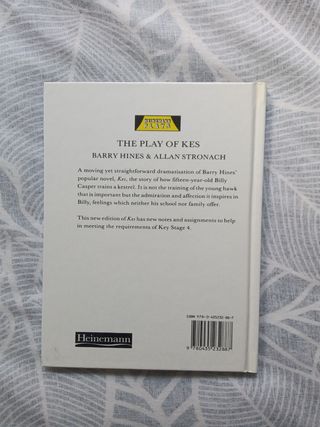 THE PLAY OF KES
BARRY HINES & ALLAN STRONACH
A moving yet straightforward dramatisation of Barry Hines'
popular novel, Kes, the story of how fifteen-year-old Billy
Casper trains a kestrel. It is not the training of the young hawk
that is important but the admiration and affection it inspires in
Billy, feelings which neither his school nor family offer.
This new edition of Kes has new notes and assignments to help
in meeting the requirements of Key Stage 4.
Heinemann
9 780435 232887